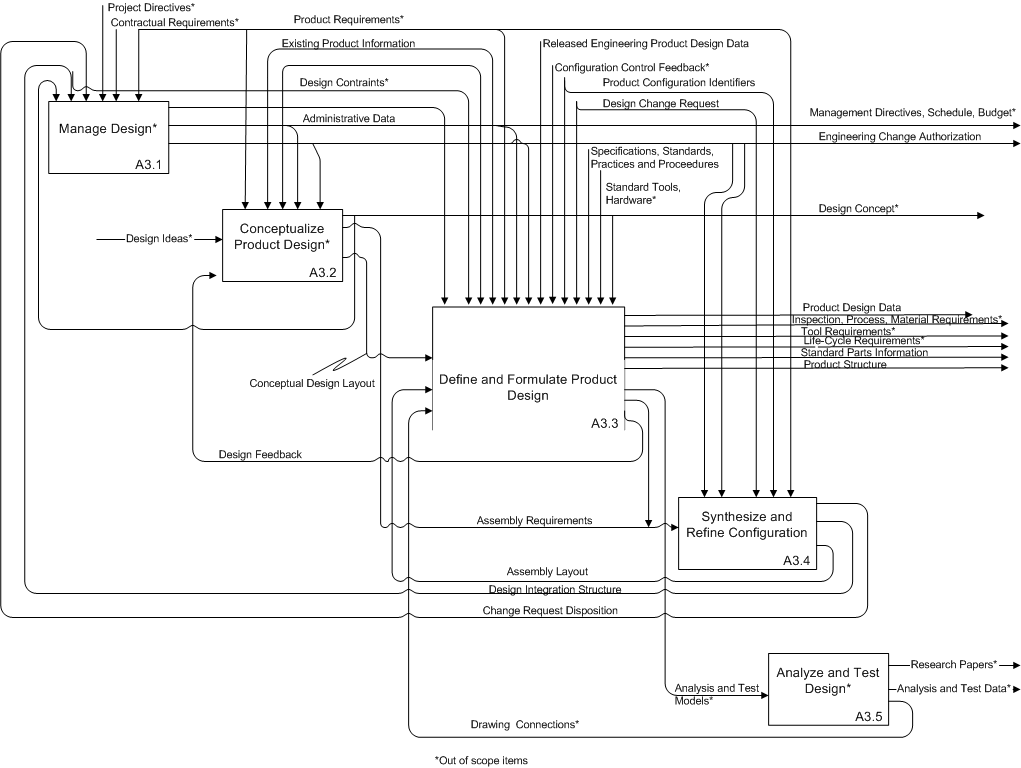 Project Directives*
Contractual Requirements*
Product Requirements*
Existing Product Information
Released Engineering Product Design Data
Configuration Control Feedback*
Design Contraints*
Product Configuration Identifiers
Design Change Request
Management Directives, Schedule, Budget*
Administrative Data
Manage Design*
A3.1
Engineering Change Authorization
Specifications, Standards,
Practices and Proceedures
Standard Tools,
Hardware*
Design Concept*
Design Ideas*
Conceptualize
Product Design*
A3.2
Product Design Data
Inspection, Process, Material Requirements*
Tool Requirements*
Life-Cycle Requirements*
Standard Parts Information
Product Structure
Conceptual Design Layout
Define and Formulate Product
Design
A3.3
Design Feedback
Assembly Requirements
Synthesize and
Refine Configuration
A3.4
Assembly Layout
Design Integration Structure
Change Request Disposition
Analyze and Test
Design*
A3.5
Research Papers*
Analysis and Test Data*
Analysis and Test
Models*
Drawing Connections*
*Out of scope items